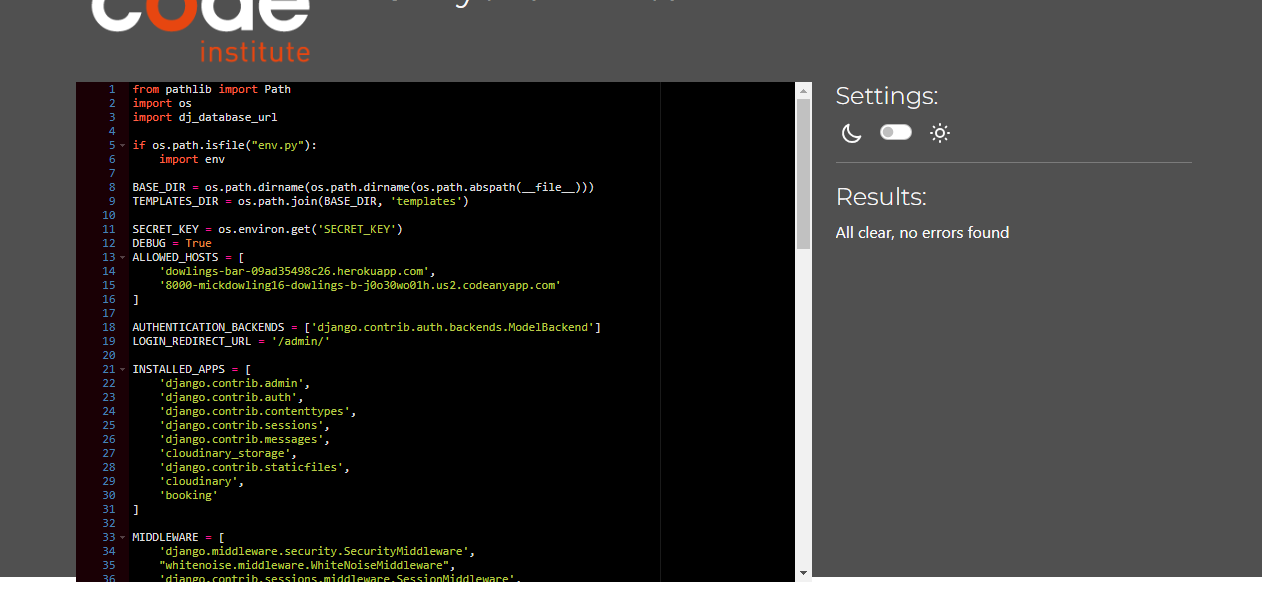 code
institute
1 from pathlib import Path
2 import os
3 import dj_database_url
4
5 if os.path.isfile("env.py"):
6     import env
7
8 BASE_DIR = os.path.dirname(os.path.dirname(os.path.abspath(__file__)))
9 TEMPLATES_DIR = os.path.join(BASE_DIR, 'templates')
10
11 SECRET_KEY = os.environ.get('SECRET_KEY')
12 DEBUG = True
13 ALLOWED_HOSTS = [
14     'dowlings-bar-09ad35498c26.herokuapp.com',
15     '8000-mickdowling16-dowlings-b-j0o30wo01h.us2.codeanyapp.com'
16 ]
17
18 AUTHENTICATION_BACKENDS = ['django.contrib.auth.backends.ModelBackend']
19 LOGIN_REDIRECT_URL = '/admin/'
20
21 INSTALLED_APPS = [
22     'django.contrib.admin',
23     'django.contrib.auth',
24     'django.contrib.contenttypes',
25     'django.contrib.sessions',
26     'django.contrib.messages',
27     'cloudinary_storage',
28     'django.contrib.staticfiles',
29     'cloudinary',
30     'booking'
31 ]
32
33 MIDDLEWARE = [
34     'django.middleware.security.SecurityMiddleware',
35     "whitenoise.middleware.WhiteNoiseMiddleware",
36     'django.contrib.sessions.middleware.SessionMiddleware',
Settings:
Results:
All clear, no errors found